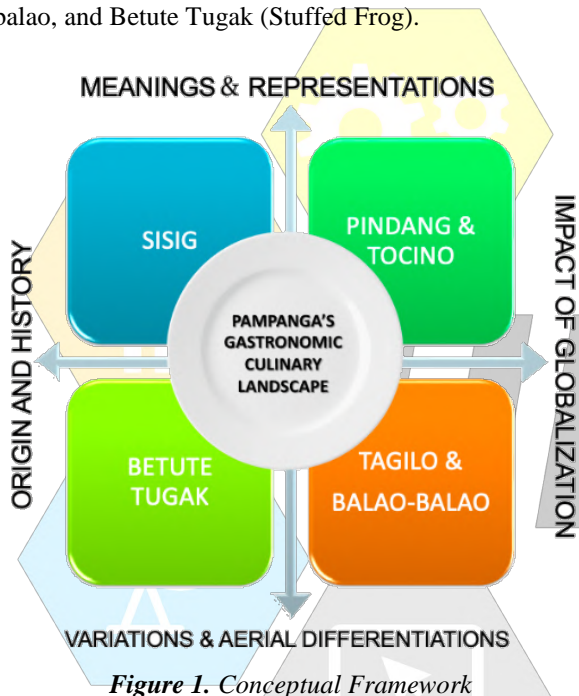 balao, and Betute Tugak (Stuffed Frog).
MEANINGS & REPRESENTATIONS
SISIG
PINDANG &
TOCINO
ORIGIN AND HISTORY
PAMPANGA'S
GASTRONOMIC
CULINARY
LANDSCAPE
IMPACT OF GLOBALIZATION
BETUTE
TUGAK
TAGILO &
BALAO-BALAO
VARIATIONS & AERIAL DIFFERENTIATIONS
Figure 1. Conceptual Framework